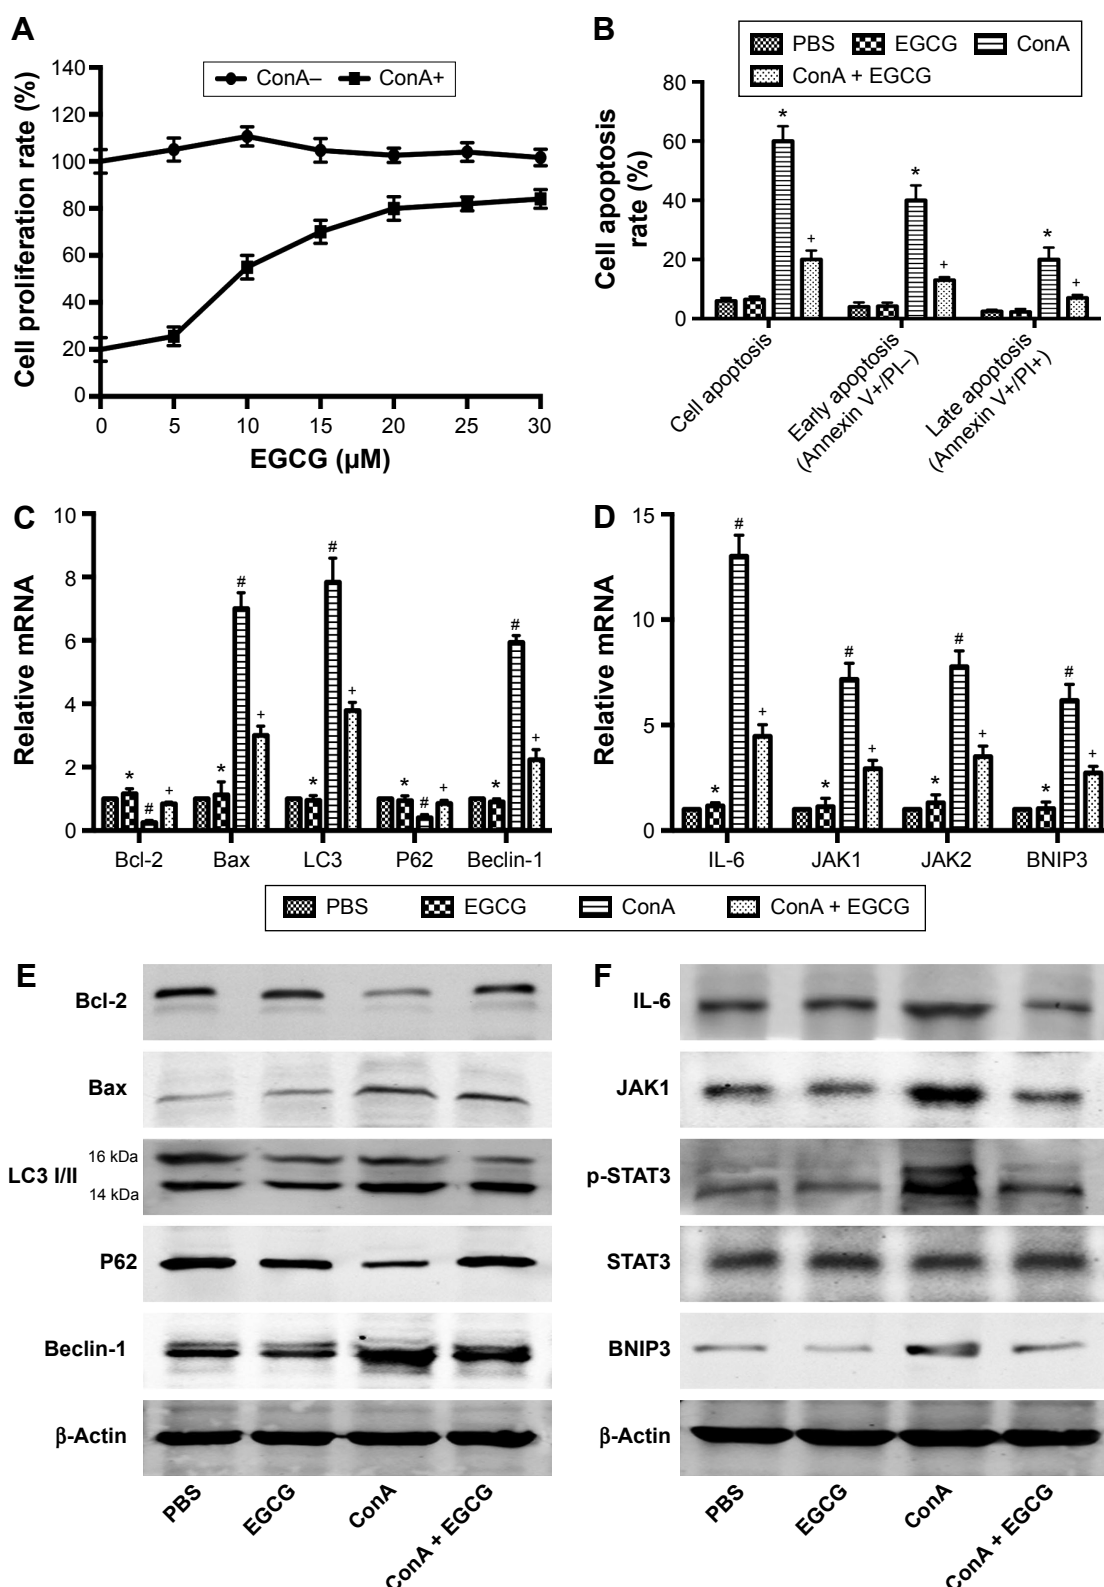 A
Cell proliferation rate (%)
140
120
100
80
60
40
20
0
ConA–
ConA+
0 5 10 15 20 25 30
EGCG (μM)
B
PBS
EGCG
ConA
ConA + EGCG
Cell apoptosis
rate (%)
80
60
40
20
0
*
+
*
+
*
+
Cell apoptosis
Early apoptosis
(Annexin V+/PI–)
Late apoptosis
(Annexin V+/PI+)
C
Relative mRNA
10
8
6
4
2
0
* # +
* # +
* # +
* # +
* # +
Bcl-2 Bax LC3 P62 Beclin-1
D
Relative mRNA
15
10
5
0
* # +
* # +
* # +
* # +
IL-6 JAK1 JAK2 BNIP3
PBS EGCG ConA ConA + EGCG
E
Bcl-2
Bax
LC3 I/II
16 kDa
14 kDa
P62
Beclin-1
β-Actin
PBS
EGCG
ConA
ConA + EGCG
F
IL-6
JAK1
p-STAT3
STAT3
BNIP3
β-Actin
PBS
EGCG
ConA
ConA + EGCG